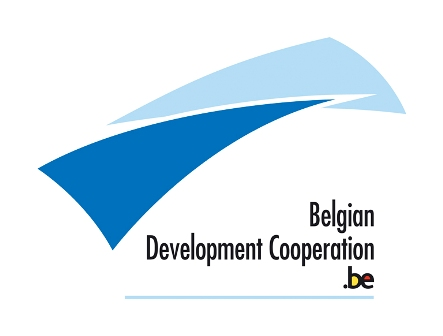 Belgian
Development Cooperation
.be